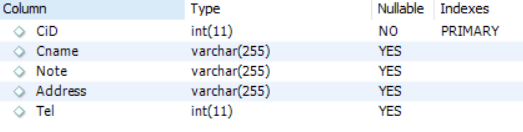 Column Type Nullable Indexes
CiD int(11) NO PRIMARY
Cname varchar(255) YES
Note varchar(255) YES
Address varchar(255) YES
Tel int(11) YES